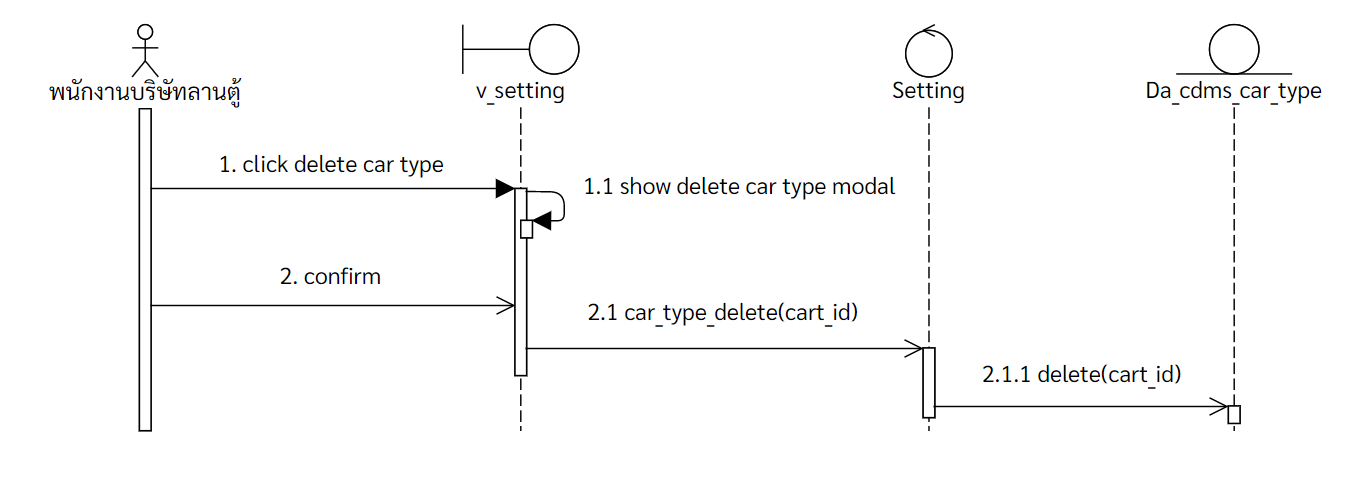 พนักงานบริษัทลานตู้
v_setting
Setting
Da_cdms_car_type
1. click delete car type
1.1 show delete car type modal
2. confirm
2.1 car_type_delete(cart_id)
2.1.1 delete(cart_id)